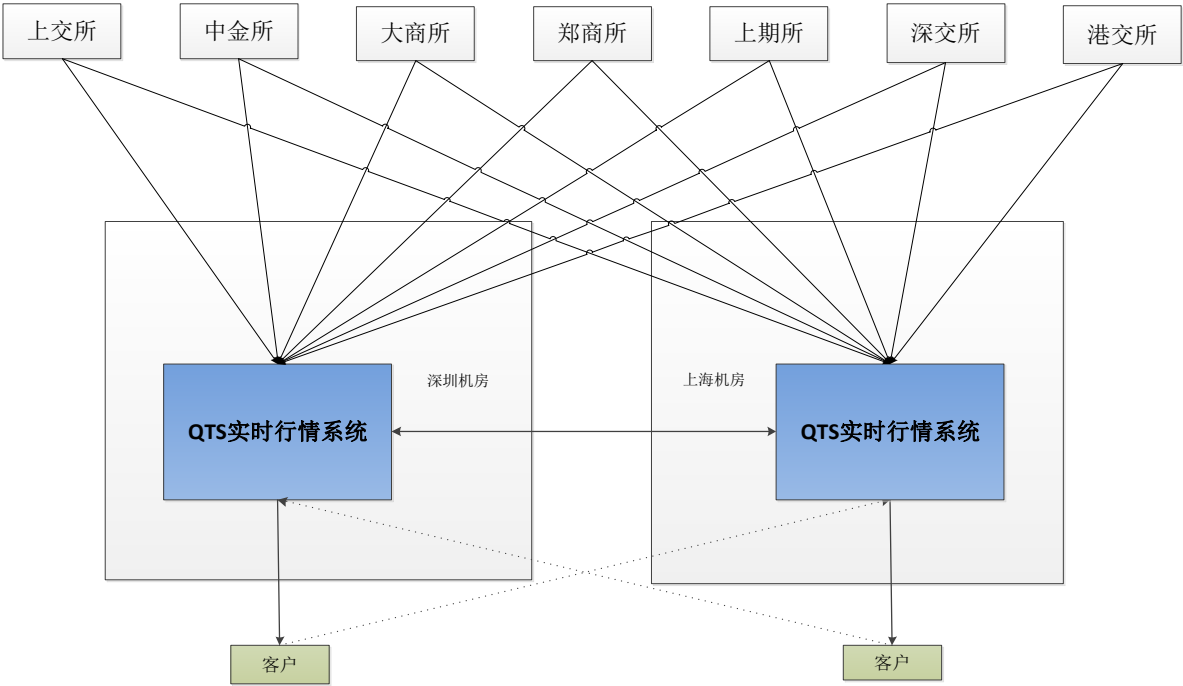 上交所
中金所
大商所
郑商所
上期所
深交所
港交所
深圳机房
上海机房
QTS实时行情系统
QTS实时行情系统
客户
客户